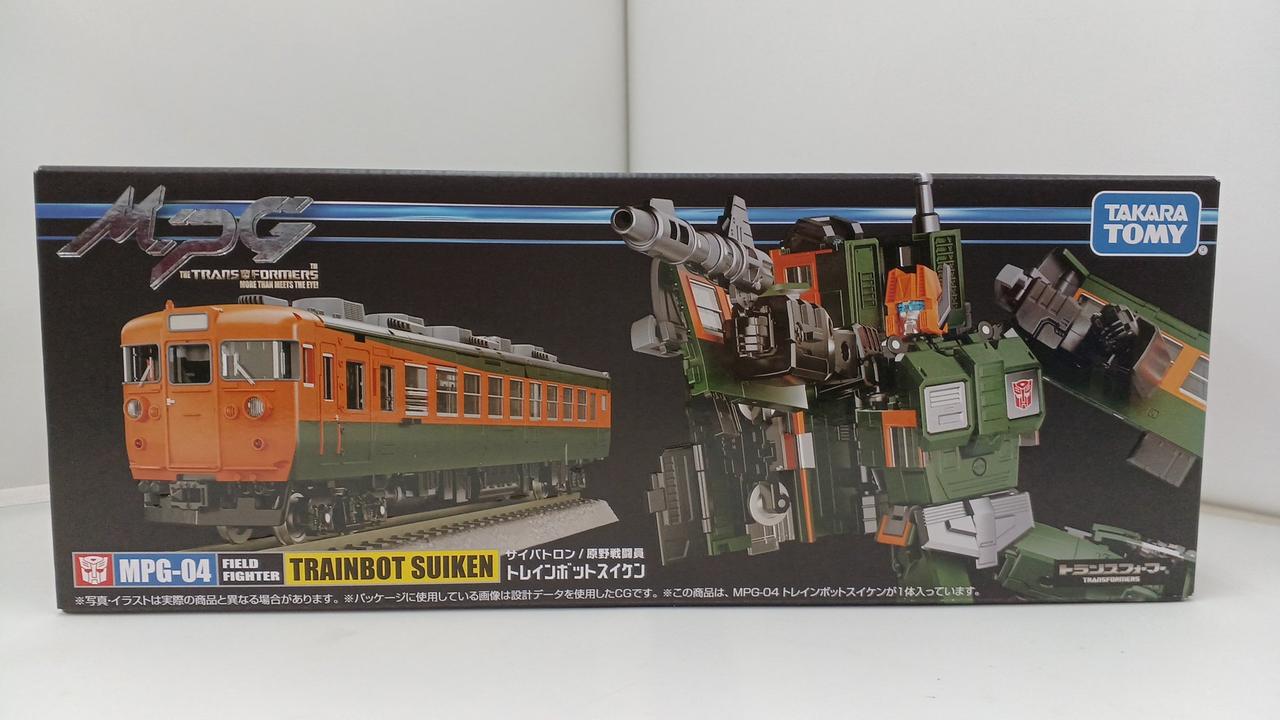 MPG
THE TRANSFORMERS™
MORE THAN MEETS THE EYE!
TAKARA
TOMY®
MPG-04
FIELD
FIGHTER
TRAINBOT SUIKEN
サイバトロン/原野戦闘員
トレインボットスイケン
トランスフォーマー
TRANSFORMERS
※写真・イラストは実際の商品と異なる場合があります。※パッケージに使用している画像は設計データを使用したCGです。※この商品は、MPG-04 トレインボットスイケンが1体入っています。